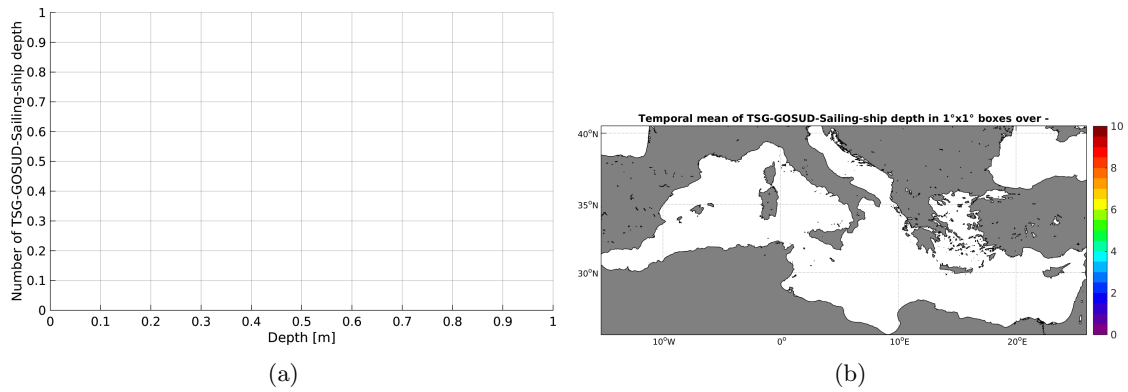 Number of TSG-GOSUD-Sailing-ship depth
1
0.9
0.8
0.7
0.6
0.5
0.4
0.3
0.2
0.1
0
0 0.1 0.2 0.3 0.4 0.5 0.6 0.7 0.8 0.9 1
Depth [m]
(a)
Temporal mean of TSG-GOSUD-Sailing-ship depth in 1°x1° boxes over -
40°N
35°N
30°N
10°W 0° 10°E 20°E
10
8
6
4
2
0
(b)